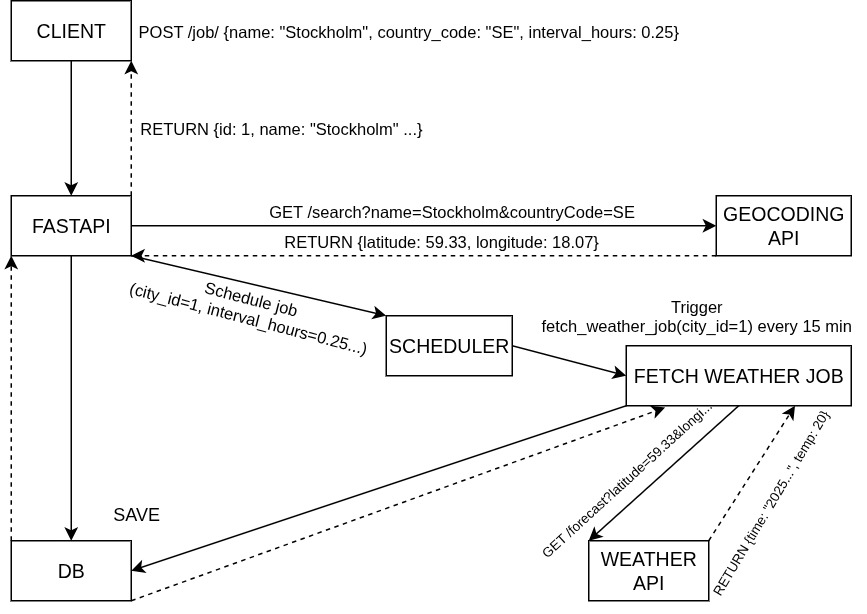 CLIENT
POST /job/ {name: "Stockholm", country_code: "SE", interval_hours: 0.25}
RETURN {id: 1, name: "Stockholm" ...}
FASTAPI
GET /search?name=Stockholm&countryCode=SE
RETURN {latitude: 59.33, longitude: 18.07}
GEOCODING
API
Schedule job
(city_id=1, interval_hours=0.25...)
SCHEDULER
Trigger
fetch_weather_job(city_id=1) every 15 min
FETCH WEATHER JOB
GET /forecast?latitude=59.33&longi...
RETURN {time: "2025...", temp: 20}
SAVE
DB
WEATHER
API